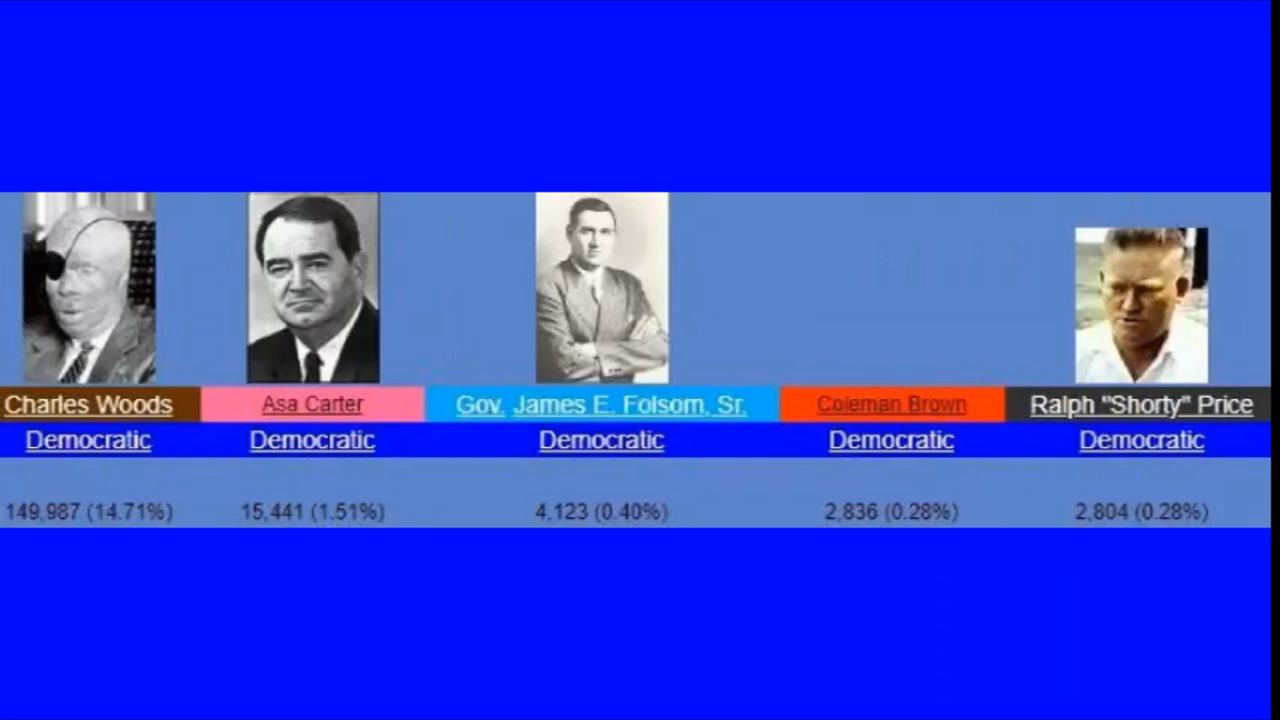 Charles Woods Asa Carter Gov. James E. Folsom, Sr. Coleman Brown Ralph "Shorty" Price
Democratic Democratic Democratic Democratic Democratic
149,987 (14.71%) 15,441 (1.51%) 4,123 (0.40%) 2,836 (0.28%) 2,804 (0.28%)